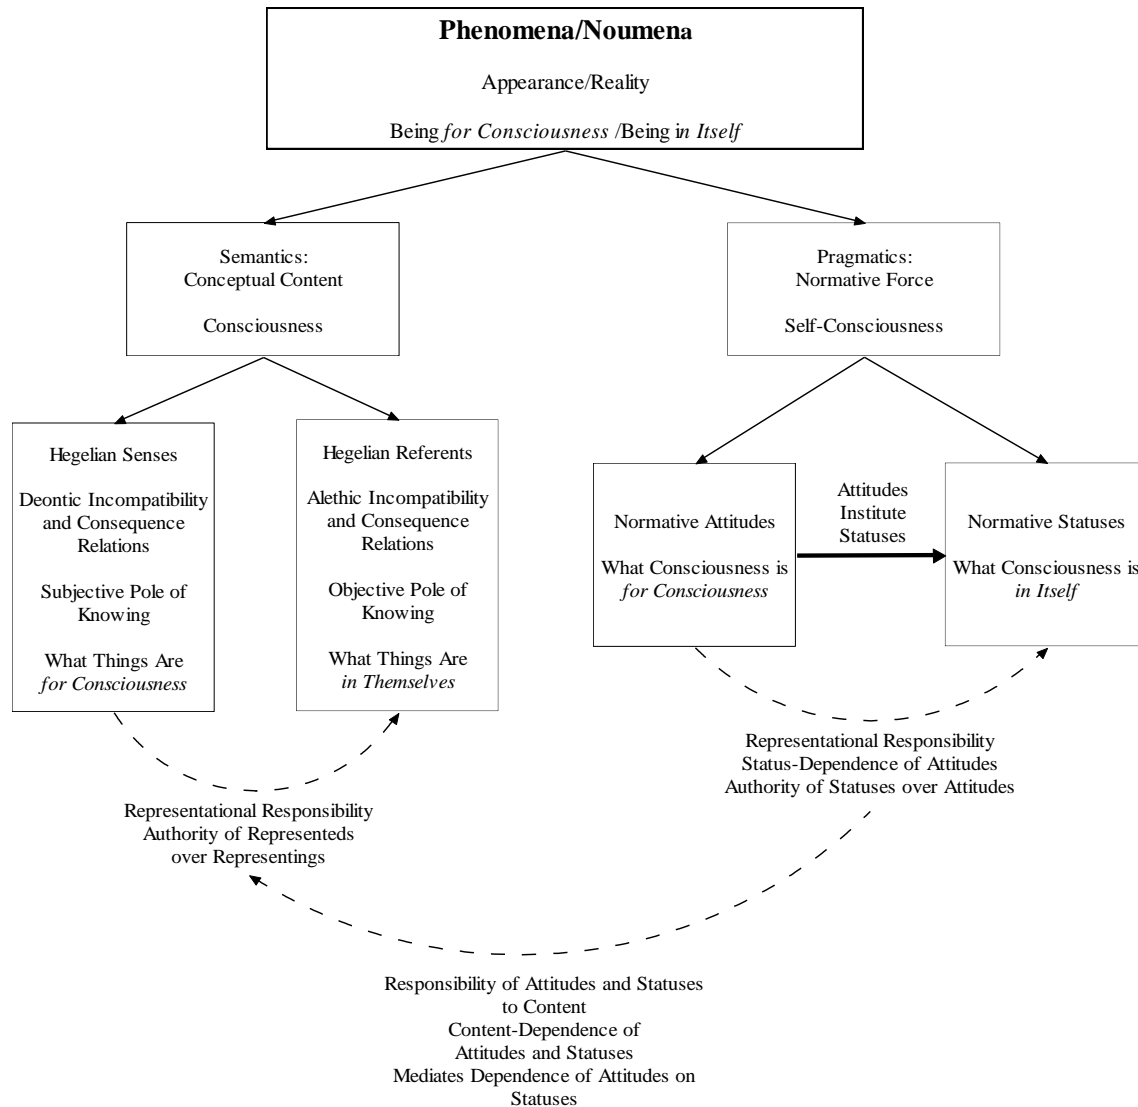 Phenomena/Noumena
Appearance/Reality
Being for Consciousness /Being in Itself
Semantics:
Conceptual Content
Consciousness
Pragmatics:
Normative Force
Self-Consciousness
Hegelian Senses
Deontic Incompatibility
and Consequence
Relations
Subjective Pole of
Knowing
What Things Are
for Consciousness
Hegelian Referents
Alethic Incompatibility
and Consequence
Relations
Objective Pole of
Knowing
What Things Are
in Themselves
Normative Attitudes
What Consciousness is
for Consciousness
Attitudes
Institute
Statuses
Normative Statuses
What Consciousness is
in Itself
Representational Responsibility
Authority of Representeds
over Representings
Representational Responsibility
Status-Dependence of Attitudes
Authority of Statuses over Attitudes
Responsibility of Attitudes and Statuses
to Content
Content-Dependence of
Attitudes and Statuses
Mediates Dependence of Attitudes on
Statuses